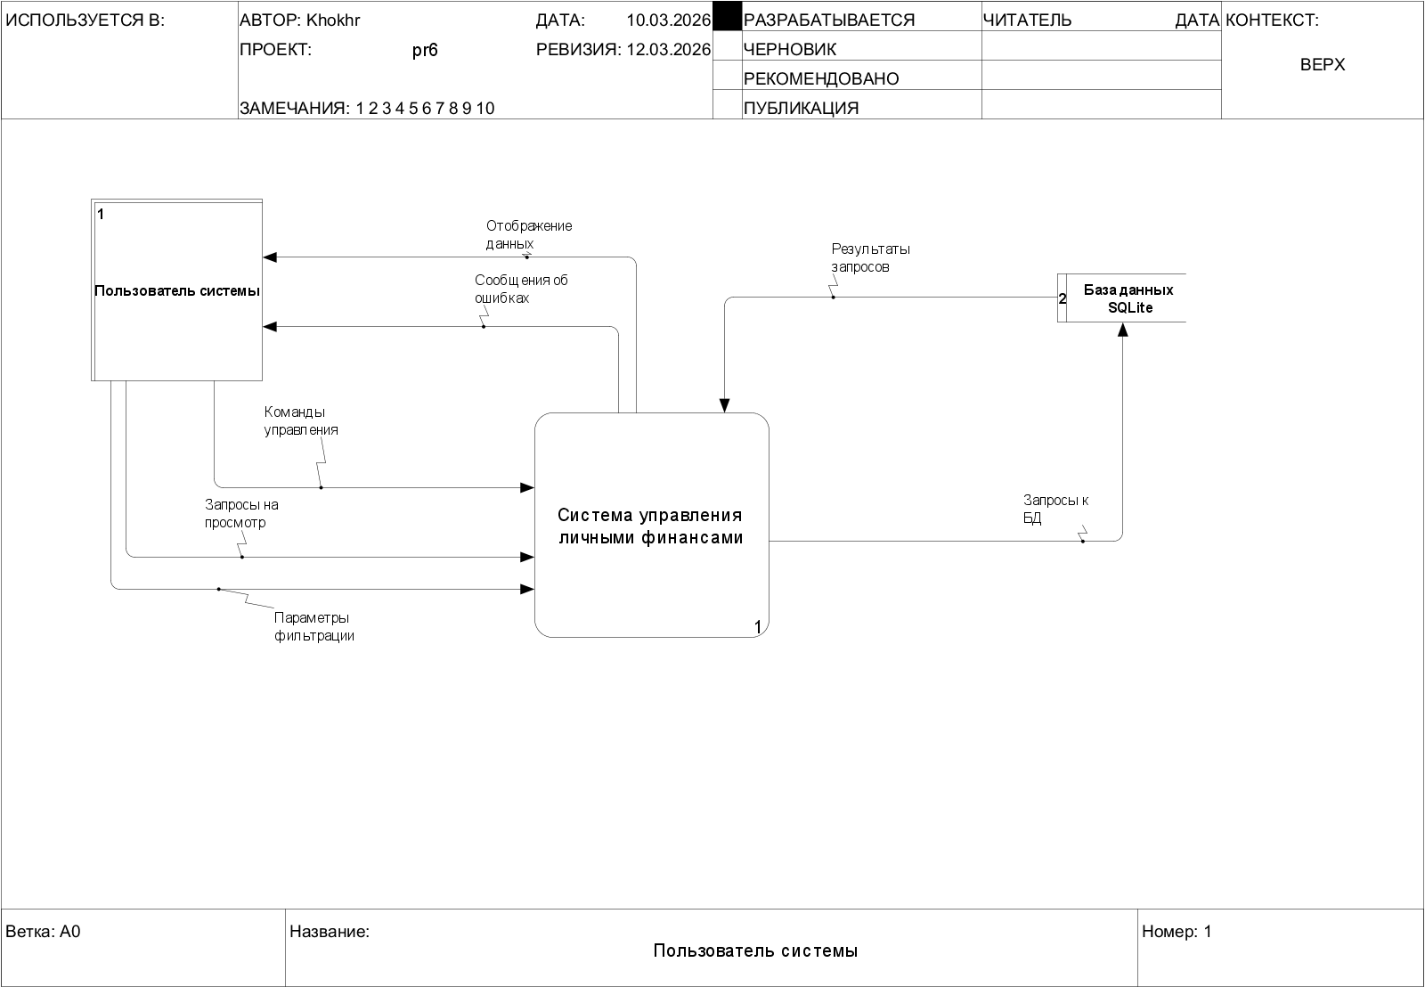 ИСПОЛЬЗУЕТСЯ В:
АВТОР: Khokhr
ДАТА: 10.03.2026
РАЗРАБАТЫВАЕТСЯ
ЧИТАТЕЛЬ
ДАТА
КОНТЕКСТ:
ПРОЕКТ: pr6
РЕВИЗИЯ: 12.03.2026
ЧЕРНОВИК
ВЕРХ
РЕКОМЕНДОВАНО
ЗАМЕЧАНИЯ: 1 2 3 4 5 6 7 8 9 10
ПУБЛИКАЦИЯ
1
Пользователь системы
Отображение
данных
Сообщения об
ошибках
Результаты
запросов
2
База данных
SQLite
Команды
управления
Запросы на
просмотр
Параметры
фильтрации
Система управления
личными финансами
1
Запросы к
БД
Ветка: A0
Название:
Пользователь системы
Номер: 1